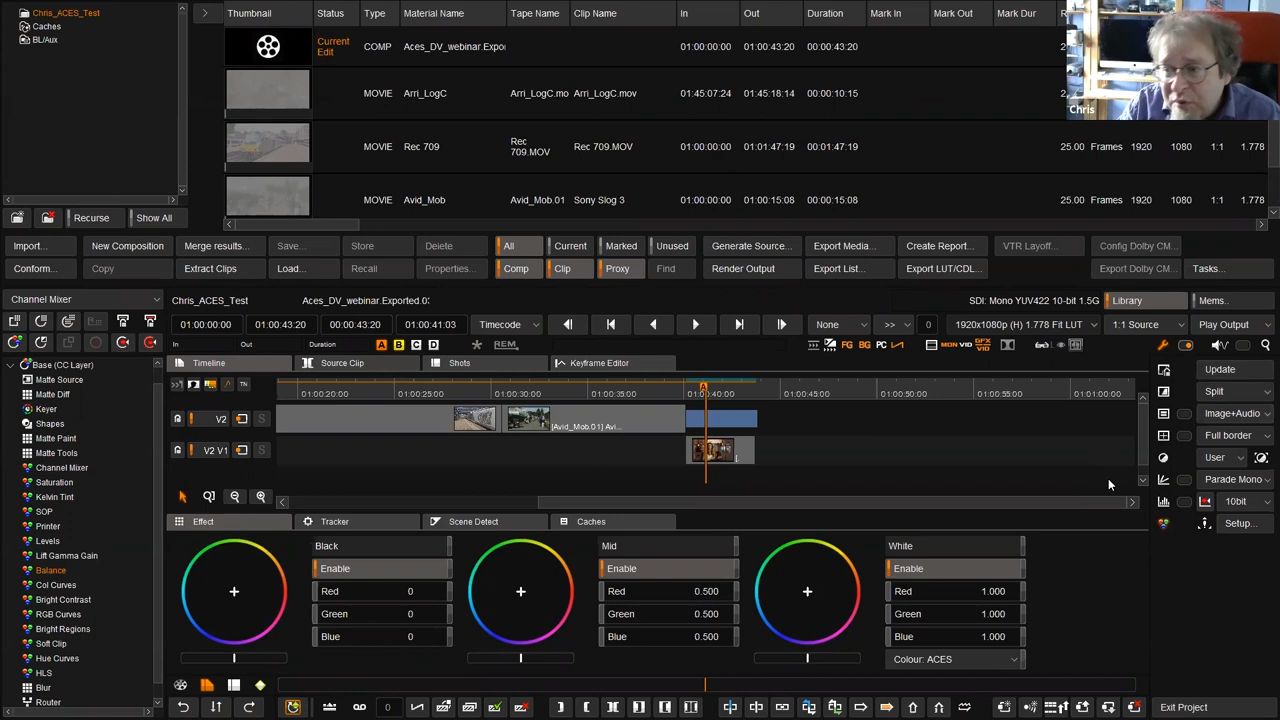 Chris_ACES_Test
Caches
BL/Aux
Thumbnail Status Type Material Name Tape Name Clip Name In Out Duration Mark In Mark Out Mark Dur
Current Edit COMP Aces_DV_webinar.Expor 01:00:00:00 01:00:43:20 00:00:43:20
MOVIE Arri_LogC Arri_LogC.mo Arri_LogC.mov 01:45:07:24 01:45:18:14 00:00:10:15
MOVIE Rec 709 Rec 709.MOV Rec 709.MOV 01:00:00:00 01:01:47:19 00:01:47:19 25.00 Frames 1920 1080 1:1 1.778
MOVIE Avid_Mob Avid_Mob.01 Sony Slog 3 01:00:00:00 01:00:15:08 00:00:15:08 25.00 Frames 1920 1080 1:1 1.778
Chris
Recurse Show All
Import... New Composition Merge results... Save... Store Delete All Current Marked Unused Generate Source... Export Media... Create Report... VTR Layoff... Config Dolby CM...
Conform... Copy Extract Clips Load... Recall Properties... Comp Clip Proxy Find Render Output Export List... Export LUT/CDL... Export Dolby CM... Tasks...
Channel Mixer Chris_ACES_Test Aces_DV_webinar.Exported.03 SDI: Mono YUV422 10-bit 1.5G Library Mems..
01:00:00:00 01:00:43:20 00:00:43:20 01:00:41:03 Timecode None >> 0 1920x1080p (H) 1.778 Fit LUT 1:1 Source Play Output
In Out Duration A B C D REM FG BG PC MON VID GFX VID
Base (CC Layer)
Matte Source
Matte Diff
Keyer
Shapes
Matte Paint
Matte Tools
Channel Mixer
Saturation
Kelvin Tint
SOP
Printer
Levels
Lift Gamma Gain
Balance
Col Curves
Bright Contrast
RGB Curves
Bright Regions
Soft Clip
Hue Curves
HLS
Blur
Router
Timeline Source Clip Shots Keyframe Editor
TN 01:00:20:00 01:00:25:00 01:00:30:00 01:00:35:00 01:00:40:00 01:00:45:00 01:00:50:00 01:00:55:00 01:01:00:00
A
V2 S [Avid_Mob.01] Avi...
V2 V1 S
Update
Split
Image+Audio
Full border
User
Parade Mono
10bit
Setup...
Effect Tracker Scene Detect Caches
Black Mid White
Enable Enable Enable
Red 0 Red 0.500 Red 1.000
Green 0 Green 0.500 Green 1.000
Blue 0 Blue 0.500 Blue 1.000
Colour: ACES
0 Exit Project